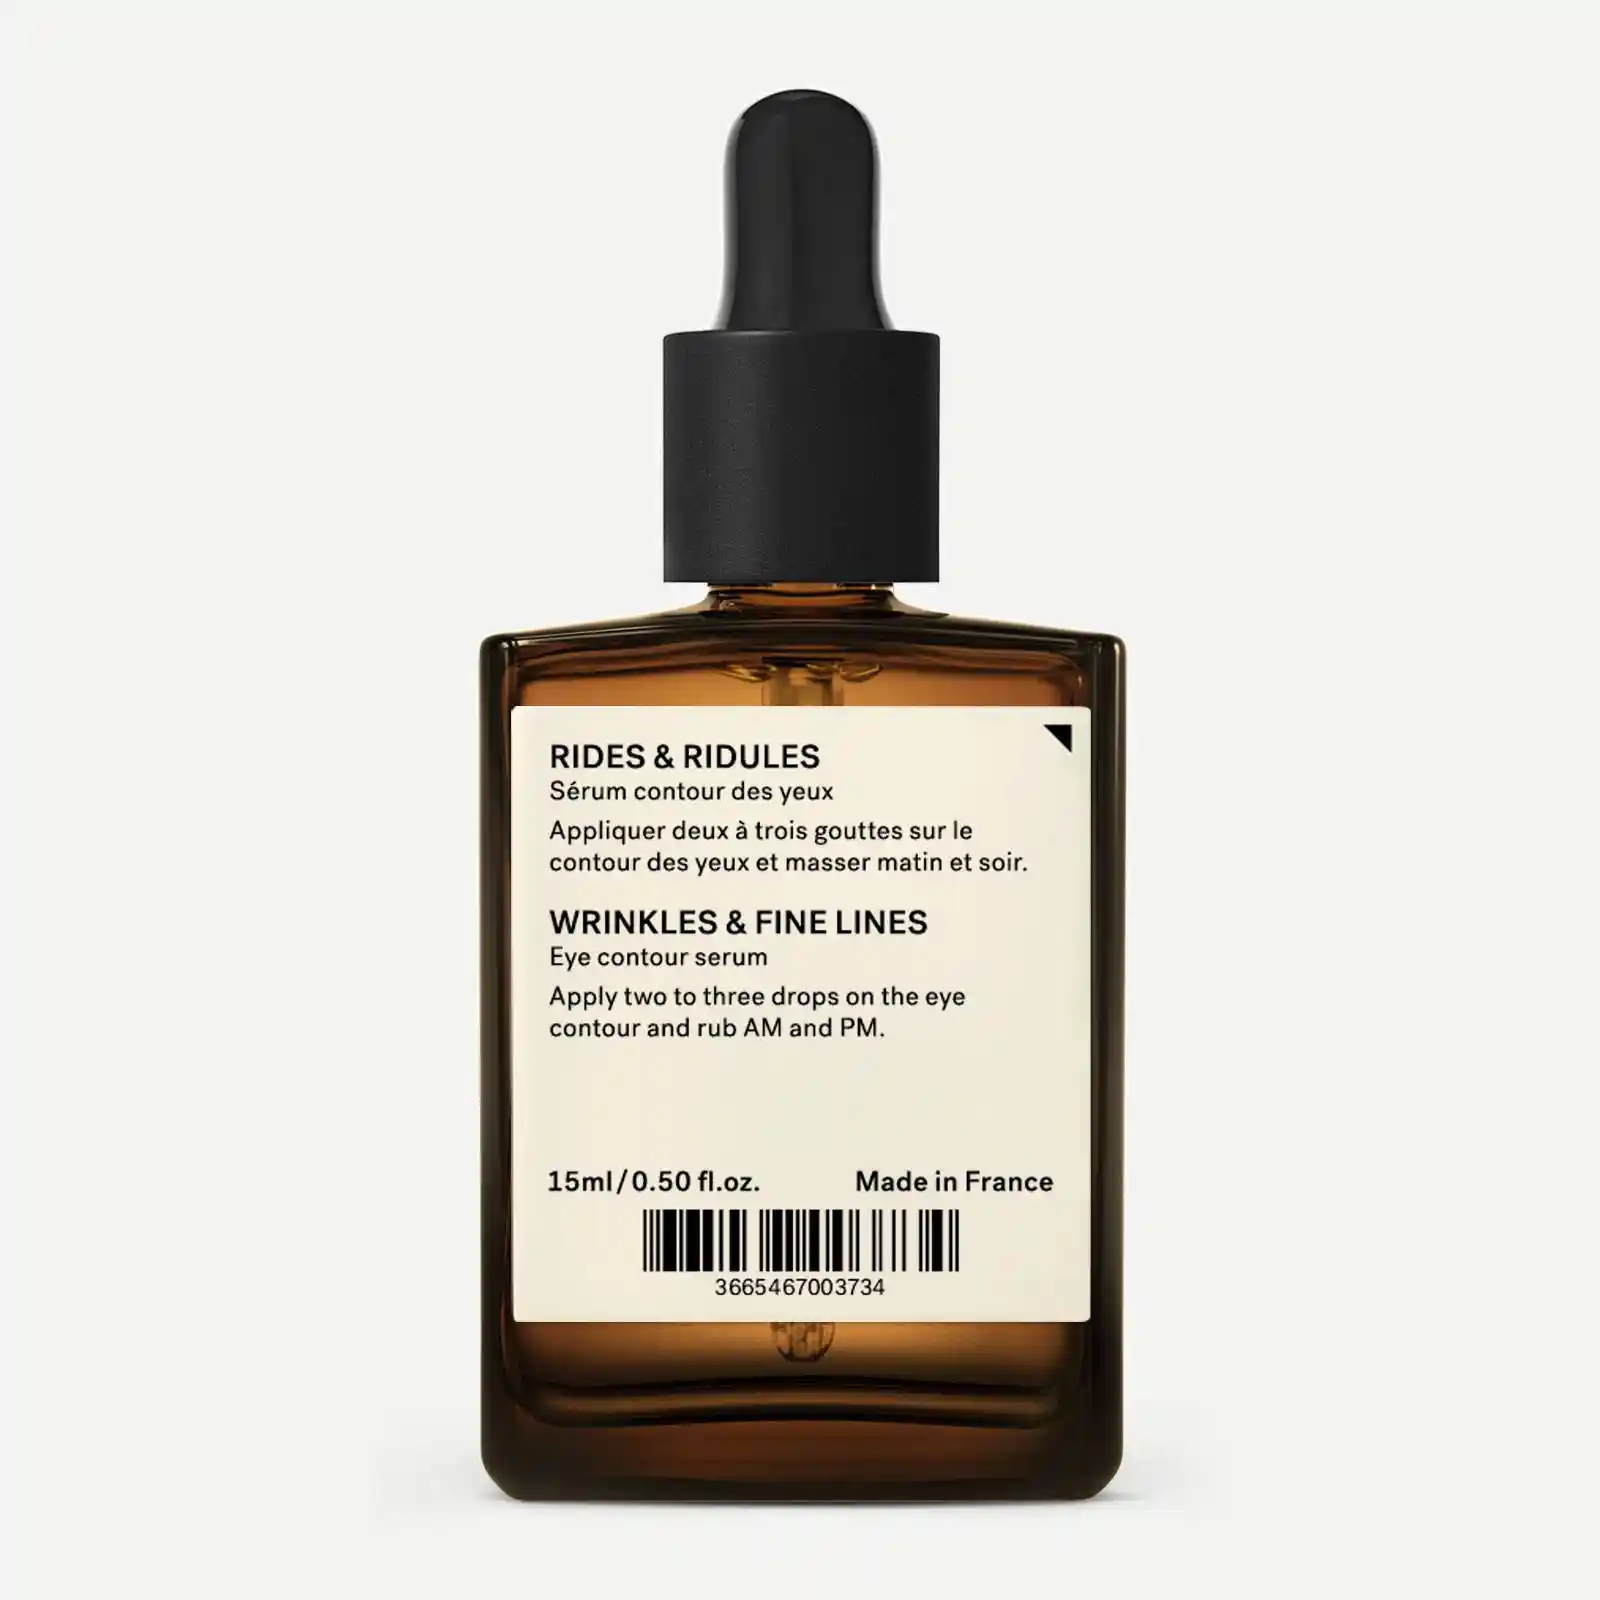 RIDES & RIDULES
Sérum contour des yeux
Appliquer deux à trois gouttes sur le
contour des yeux et masser matin et soir.
WRINKLES & FINE LINES
Eye contour serum
Apply two to three drops on the eye
contour and rub AM and PM.
15ml/0.50 fl.oz. Made in France
3665467003734